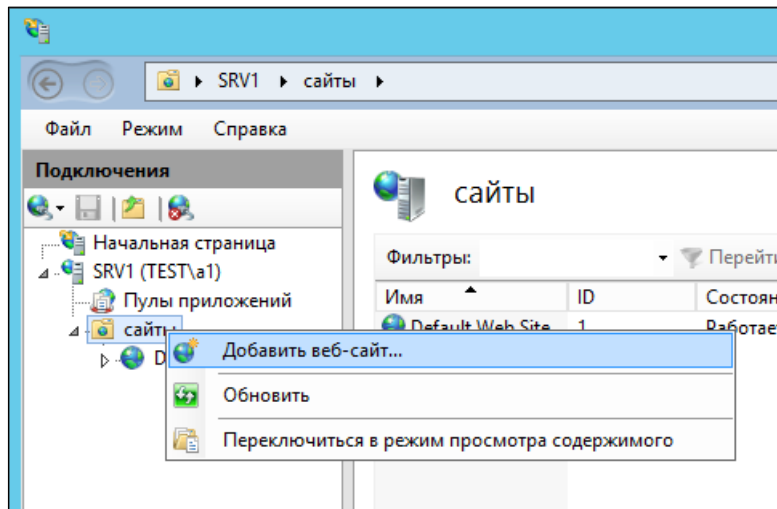 SRV1 сайты
Файл Режим Справка
Подключения
Начальная страница
SRV1 (TEST\a1)
Пулы приложений
сайты
D
сайты
Фильтры: Перейти
Имя ID Состоян
Default Web Site 1 Работает
Добавить веб-сайт...
Обновить
Переключиться в режим просмотра содержимого